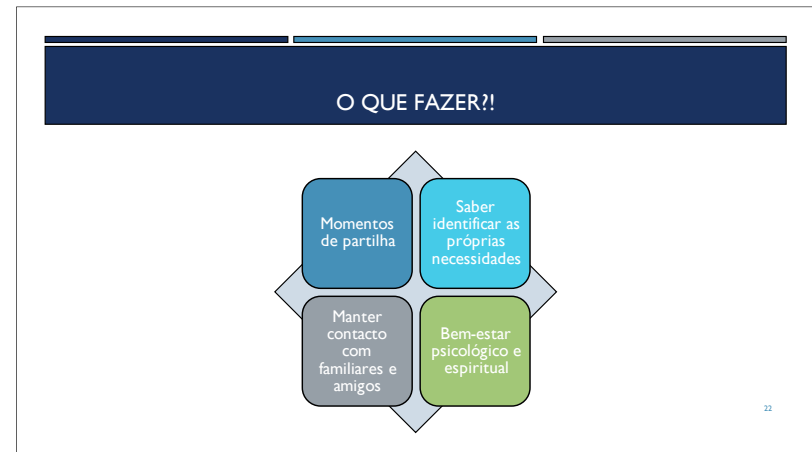 O QUE FAZER?!
Momentos
de partilha
Saber
identificar as
próprias
necessidades
Manter
contacto
com
familiares e
amigos
Bem-estar
psicológico e
espiritual
22